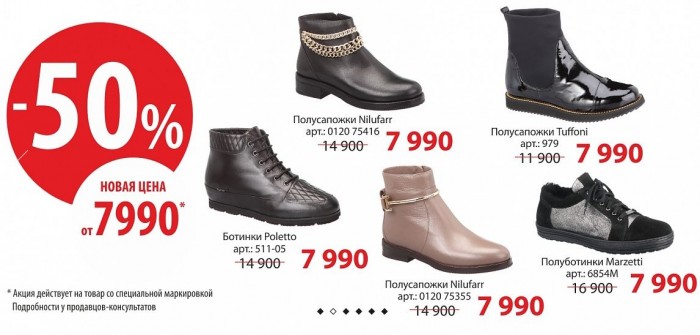 -50%
НОВАЯ ЦЕНА
от 7990*
* Акция действует на товар со специальной маркировкой
Подробности у продавцов-консультатов
Полусапожки Nilufarr
арт.: 0120 75416
14 900 7 990
Полусапожки Tuffoni
арт.: 979
11 900 7 990
Ботинки Poletto
арт.: 511-05
14 900 7 990
Полусапожки Nilufarr
арт.: 0120 75355
14 900 7 990
Полуботинки Marzetti
арт.: 6854M
16 900 7 990